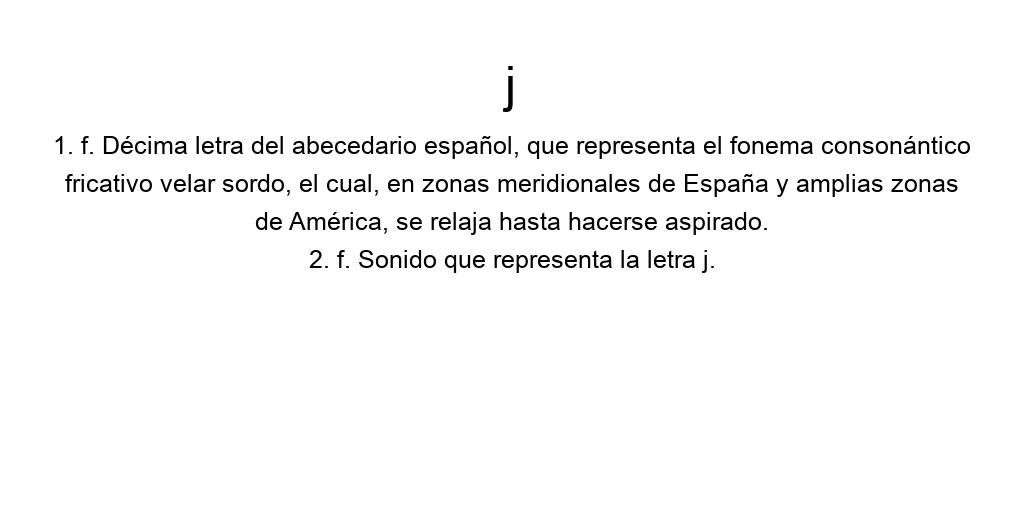 j
1. f. Décima letra del abecedario español, que representa el fonema consonántico
fricativo velar sordo, el cual, en zonas meridionales de España y amplias zonas
de América, se relaja hasta hacerse aspirado.
2. f. Sonido que representa la letra j.